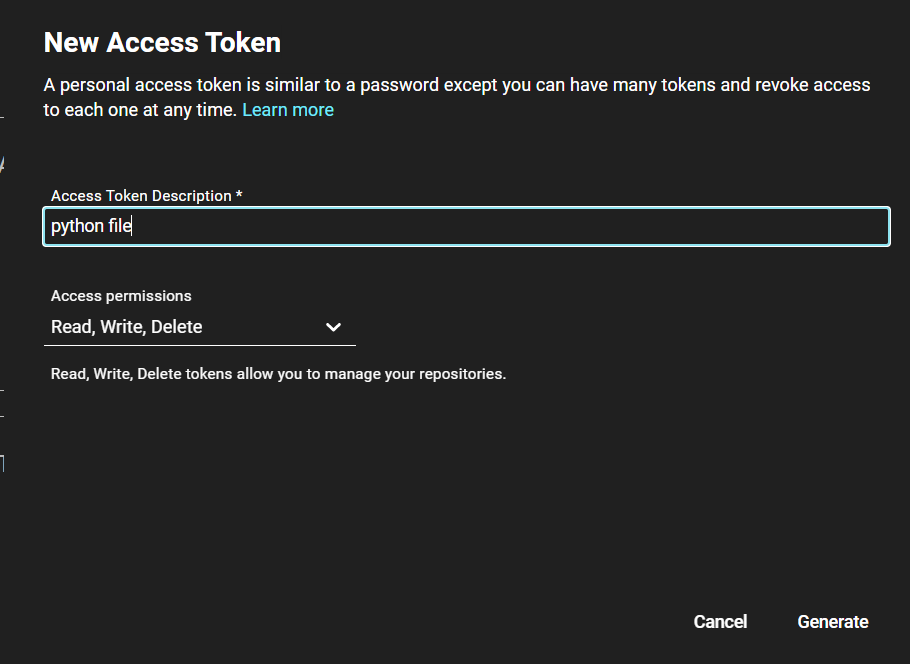 New Access Token
A personal access token is similar to a password except you can have many tokens and revoke access
to each one at any time. Learn more
Access Token Description *
python file
Access permissions
Read, Write, Delete
Read, Write, Delete tokens allow you to manage your repositories.
Cancel Generate